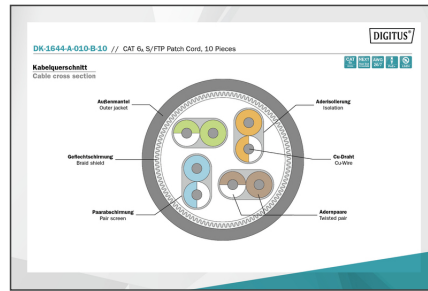 DIGITUS®
DK-1644-A-010-B-10 // CAT 6A S/FTP Patch Cord, 10 Pieces
Kabelquerschnitt
Cable cross section
Außenmantel
Outer jacket
Aderisolierung
Isolation
Geflechtschirmung
Braid shield
Cu-Draht
Cu-Wire
Paarabschirmung
Pair screen
Adernpaare
Twisted pair